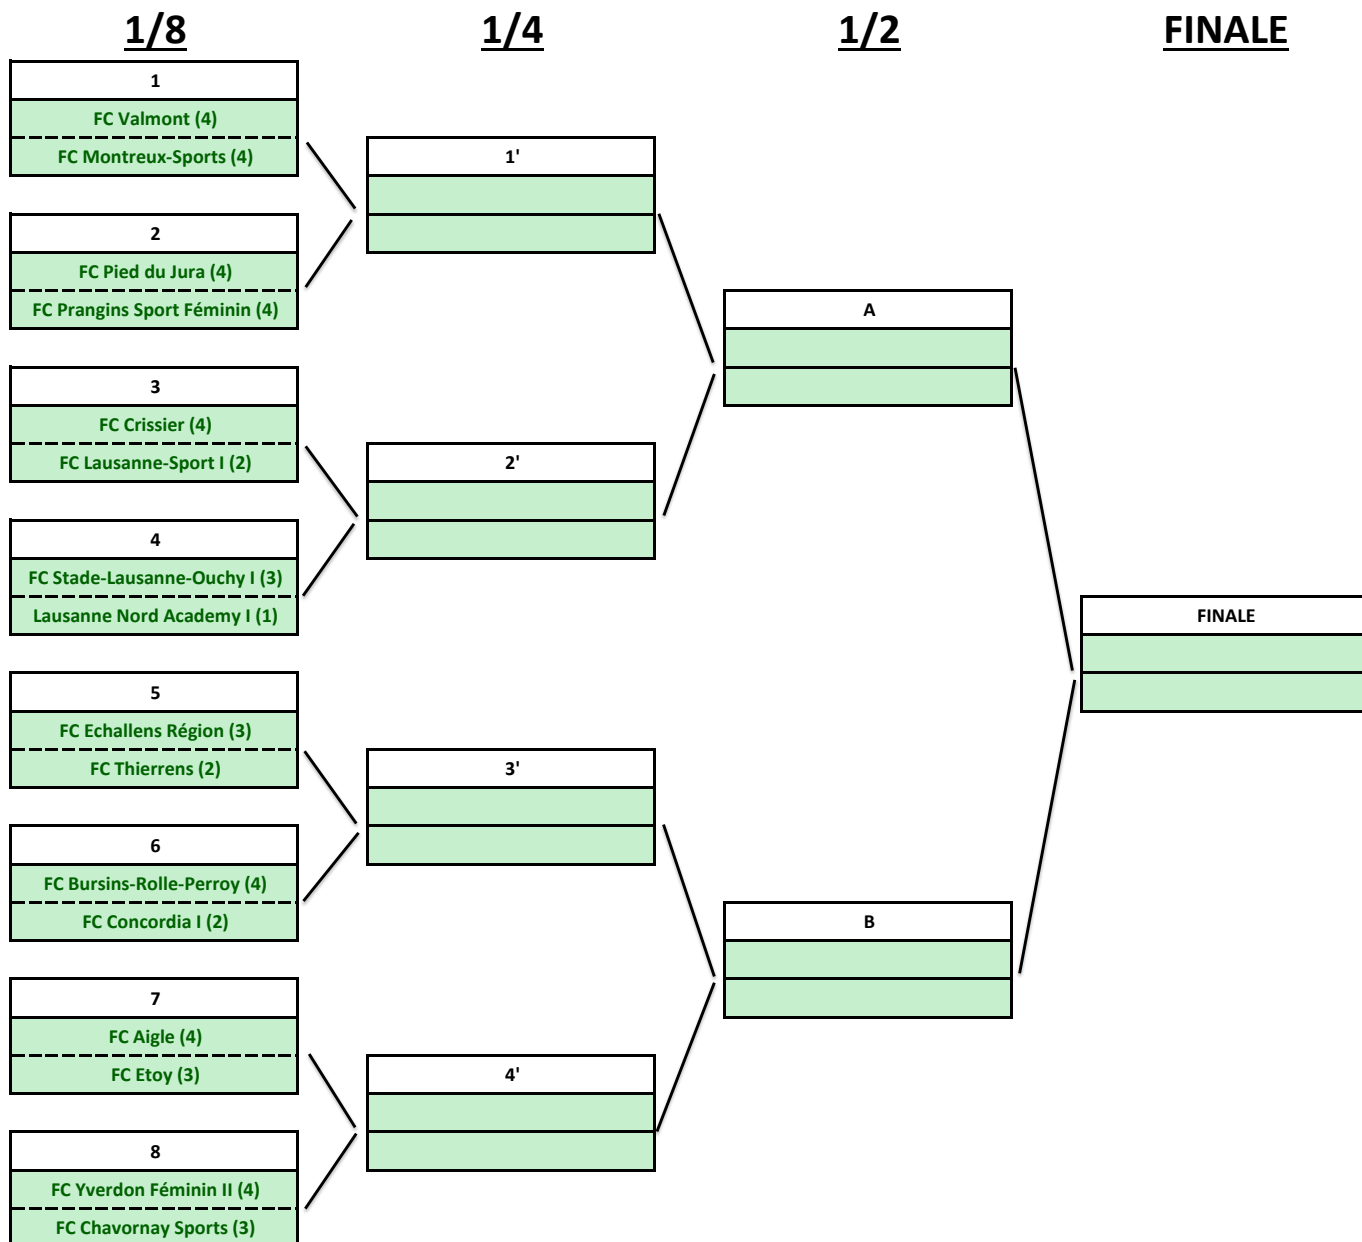 1/8
1/4
1/2
FINALE
1
FC Valmont (4)
FC Montreux-Sports (4)
2
FC Pied du Jura (4)
FC Prangins Sport Féminin (4)
3
FC Crissier (4)
FC Lausanne-Sport I (2)
4
FC Stade-Lausanne-Ouchy I (3)
Lausanne Nord Academy I (1)
5
FC Echallens Région (3)
FC Thierrens (2)
6
FC Bursins-Rolle-Perroy (4)
FC Concordia I (2)
7
FC Aigle (4)
FC Etoy (3)
8
FC Yverdon Féminin II (4)
FC Chavornay Sports (3)
1'
2'
3'
4'
A
B
FINALE